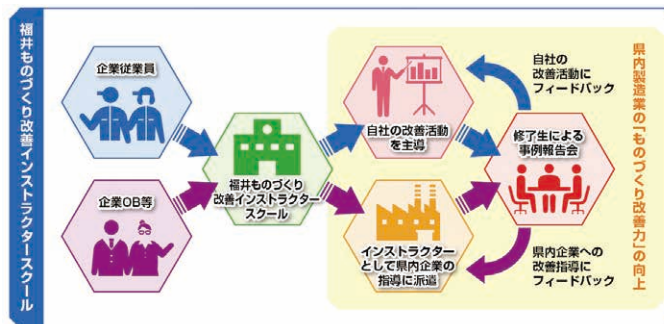 福井ものづくり改善インストラクタースクール
企業従業員
企業OB等
福井ものづくり
改善インストラクター
スクール
自社の改善活動
を主導
インストラクター
として県内企業の
指導に派遣
修了生による
事例報告会
自社の
改善活動に
フィードバック
県内企業への
改善指導に
フィードバック
県内製造業の「ものづくり改善力」の向上